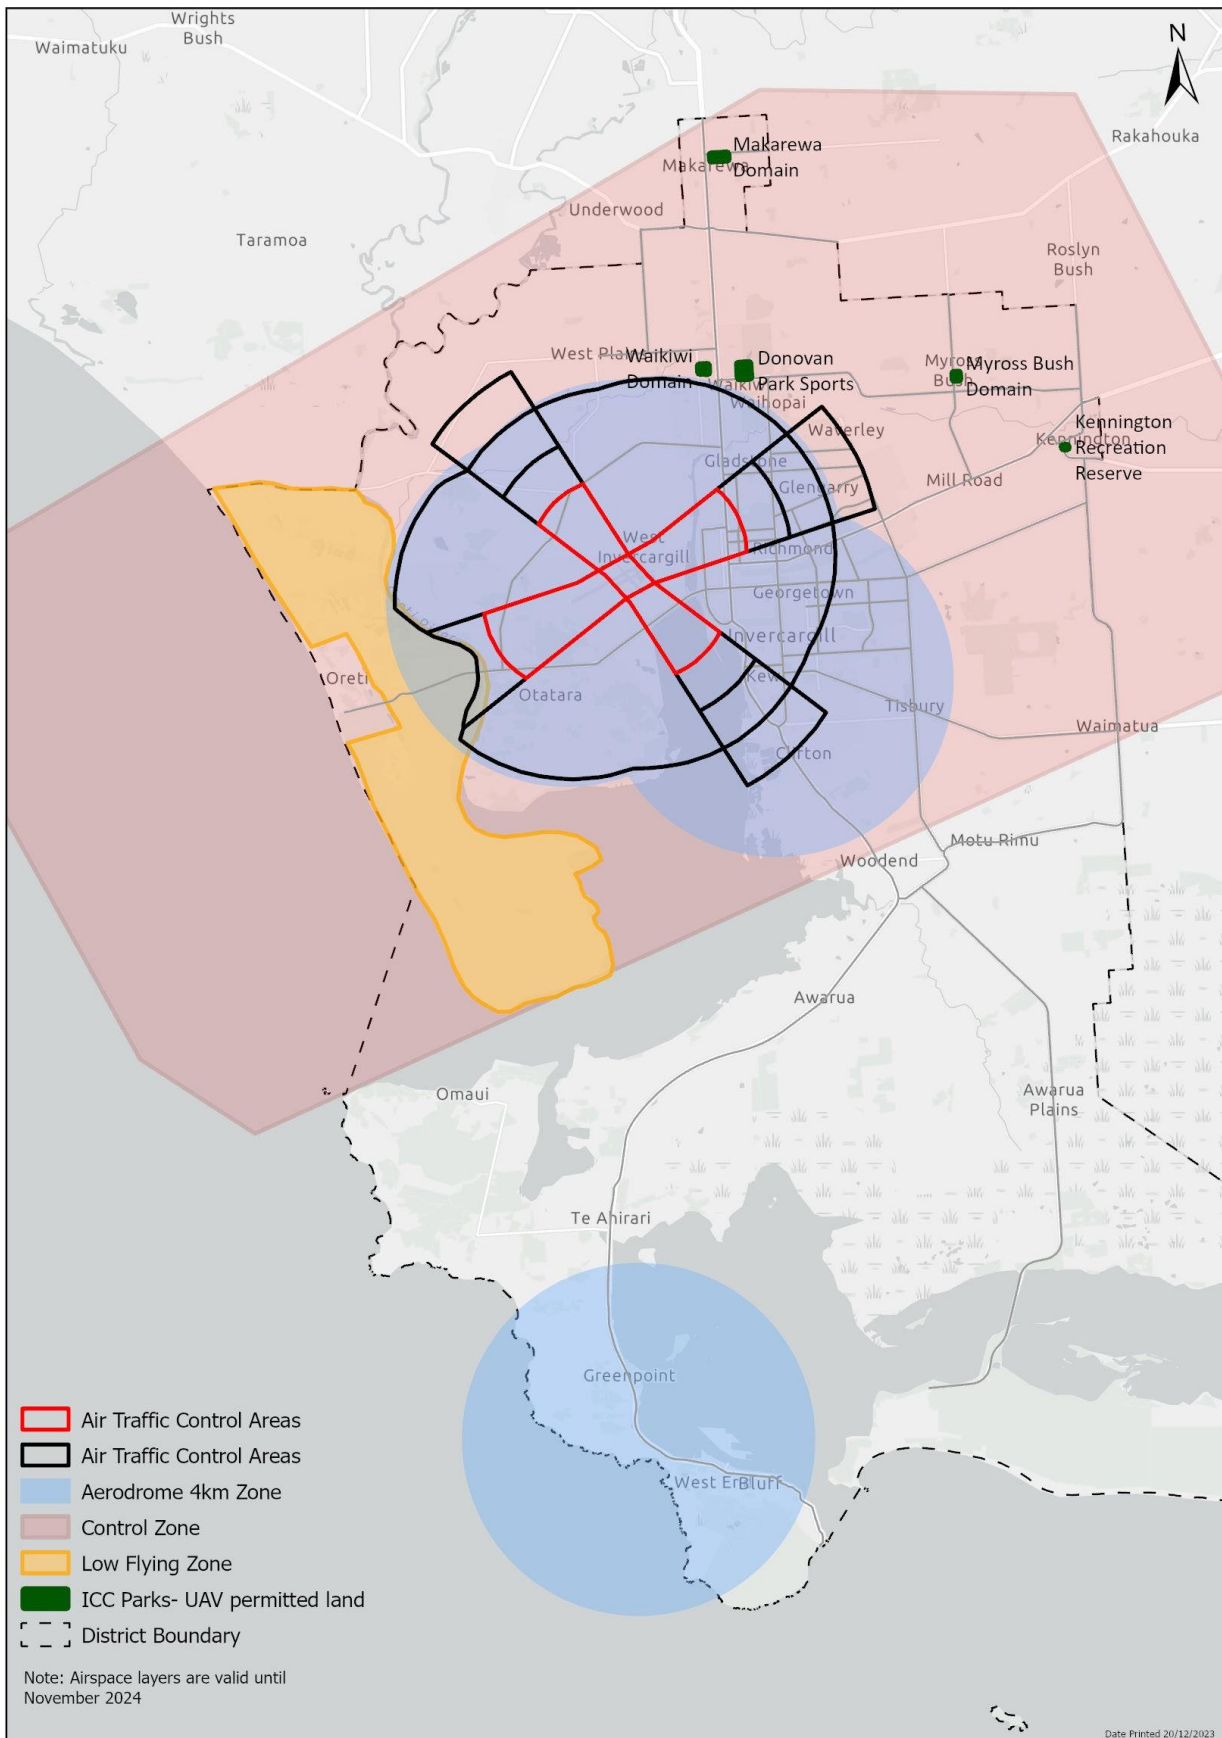 Wrights
Bush
Waimatuku
N
Rakahouka
Makarewa
Makarewa
Domain
Underwood
Taramoa
Roslyn
Bush
West Plains
Waikiwi
Domain
Donovan
Park Sports
Waikiwi
Waihopai
Myross
Bush
Myross Bush
Domain
Kennington
Recreation
Reserve
Kennington
Waverley
Gladstone
Glengarry
Mill Road
West
Invercargill
Richmond
Georgetown
Invercargill
Oreti
Otatara
Kew
Tisbury
Waimatua
Clifton
Motu Rimu
Woodend
Awarua
Omaui
Awarua
Plains
Te Ahirari
Greenpoint
West End
Bluff
Air Traffic Control Areas
Air Traffic Control Areas
Aerodrome 4km Zone
Control Zone
Low Flying Zone
ICC Parks- UAV permitted land
District Boundary
Note: Airspace layers are valid until
November 2024
Date Printed 20/12/2023